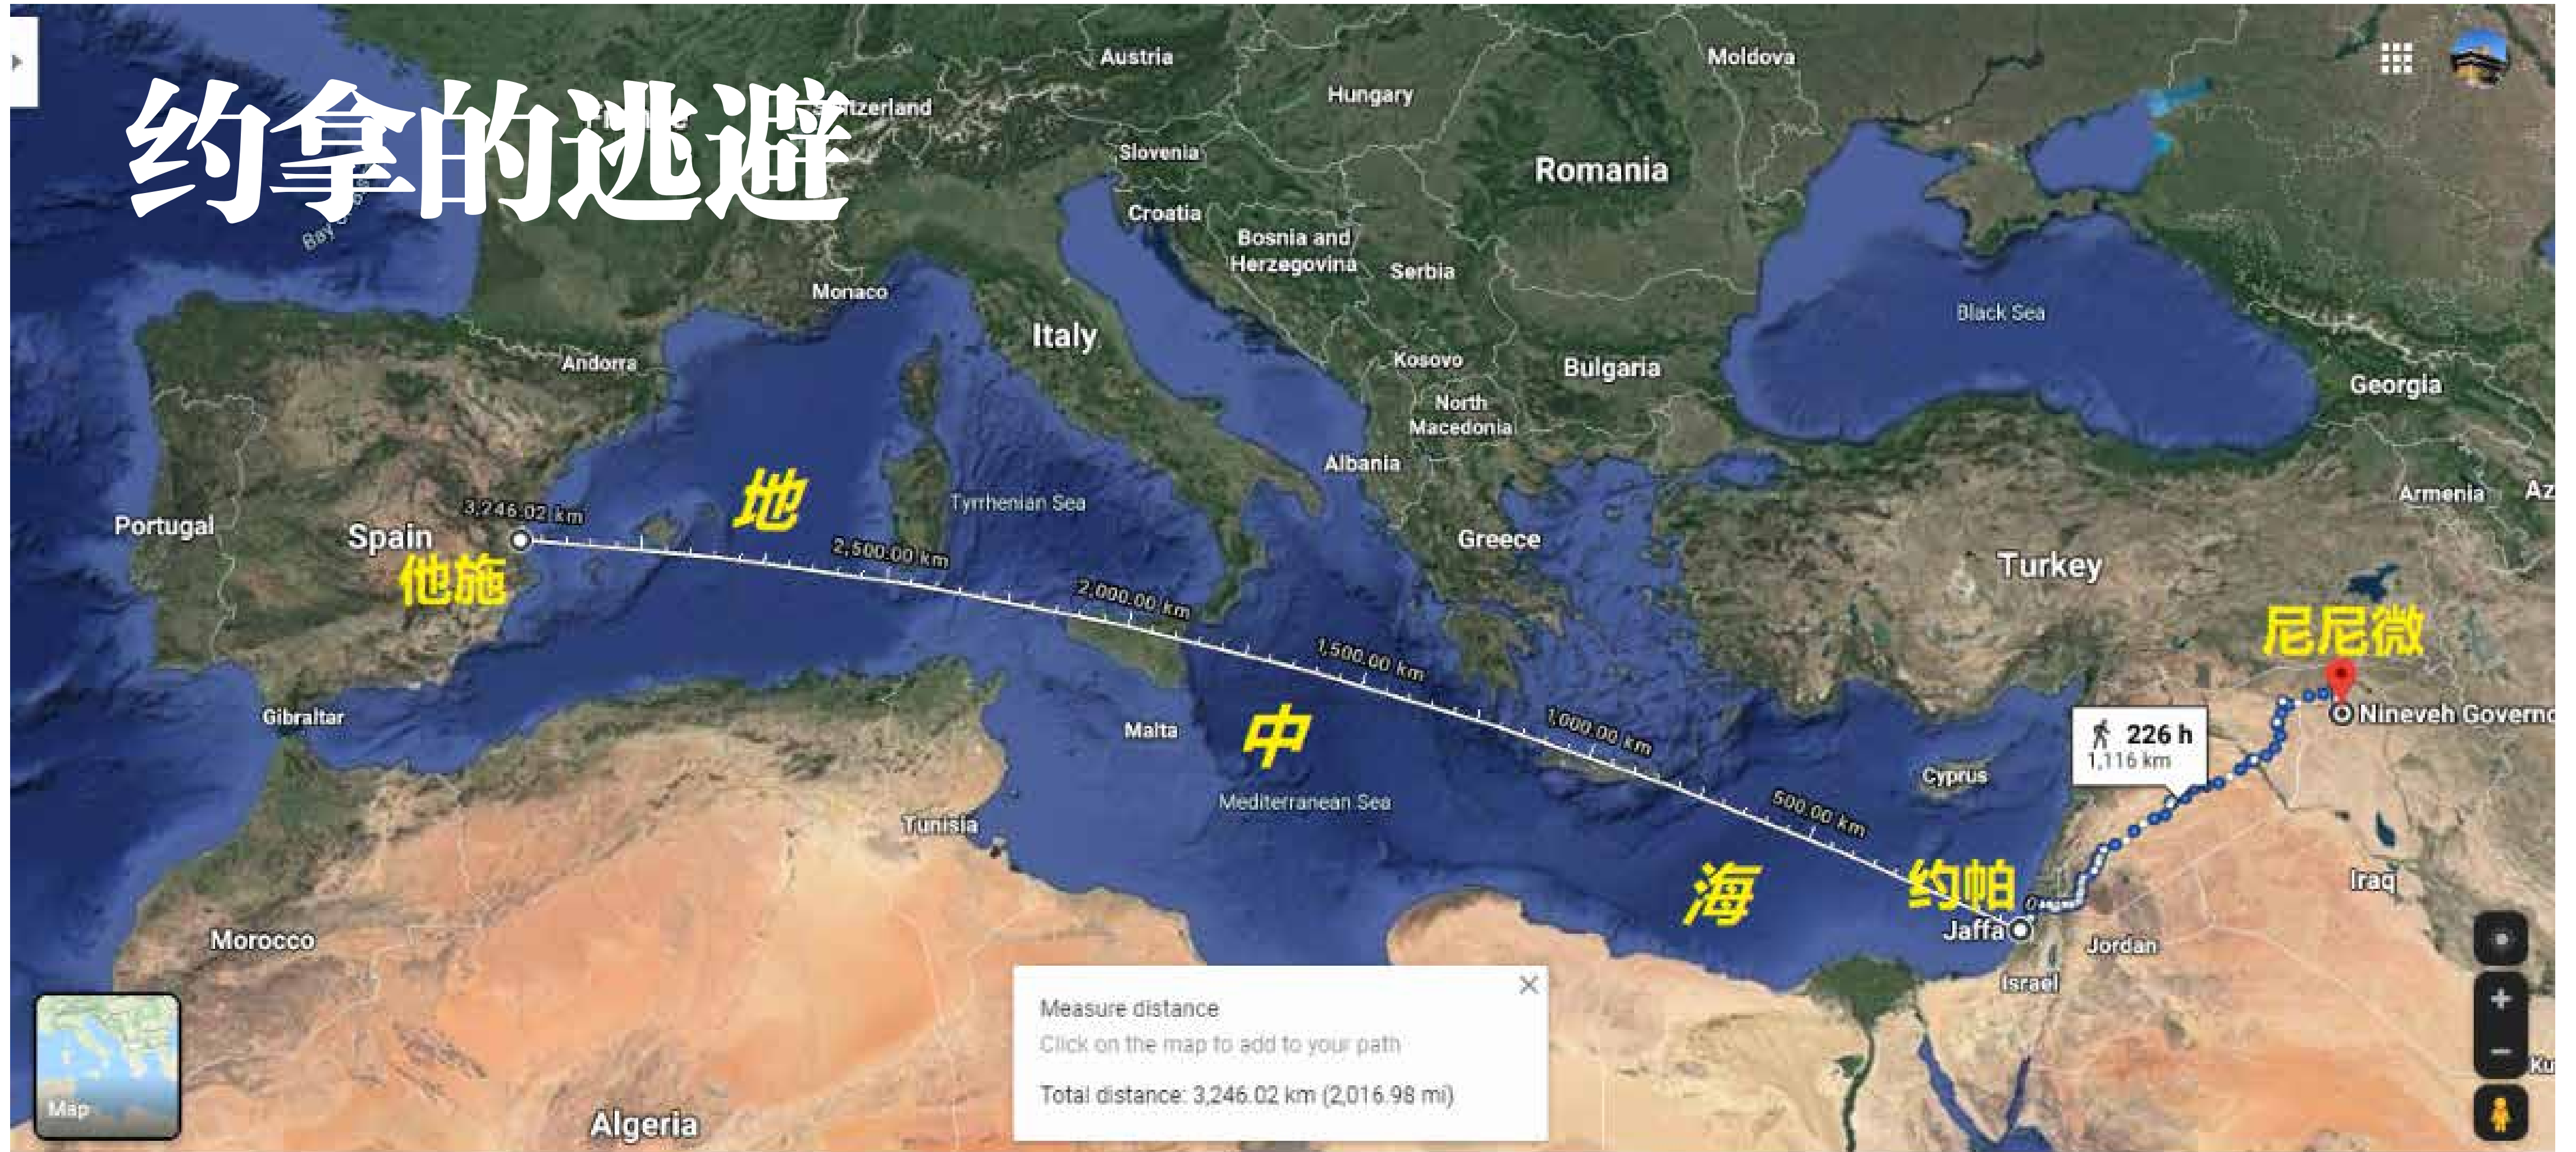 约拿的逃避
Austria
Moldova
Hungary
Switzerland
Slovenia
Romania
Croatia
Bay
Bosnia and
Herzegovina
Serbia
Monaco
Black Sea
Italy
Andorra
Kosovo
Bulgaria
Georgia
North
Macedonia
Albania
Armenia
Az
地
Tyrrhenian Sea
3,246.02 km
Portugal
Spain
他施
Greece
2,500.00 km
Turkey
2,000.00 km
尼尼微
1,500.00 km
Gibraltar
Malta
中
1,000.00 km
Nineveh Governo
226 h
1,116 km
Cyprus
Mediterranean Sea
Tunisia
500.00 km
海
约帕
0
Iraq
Jaffa
Morocco
Jordan
Israel
Measure distance
Click on the map to add to your path
Total distance: 3,246.02 km (2,016.98 mi)
Ku
Map
Algeria